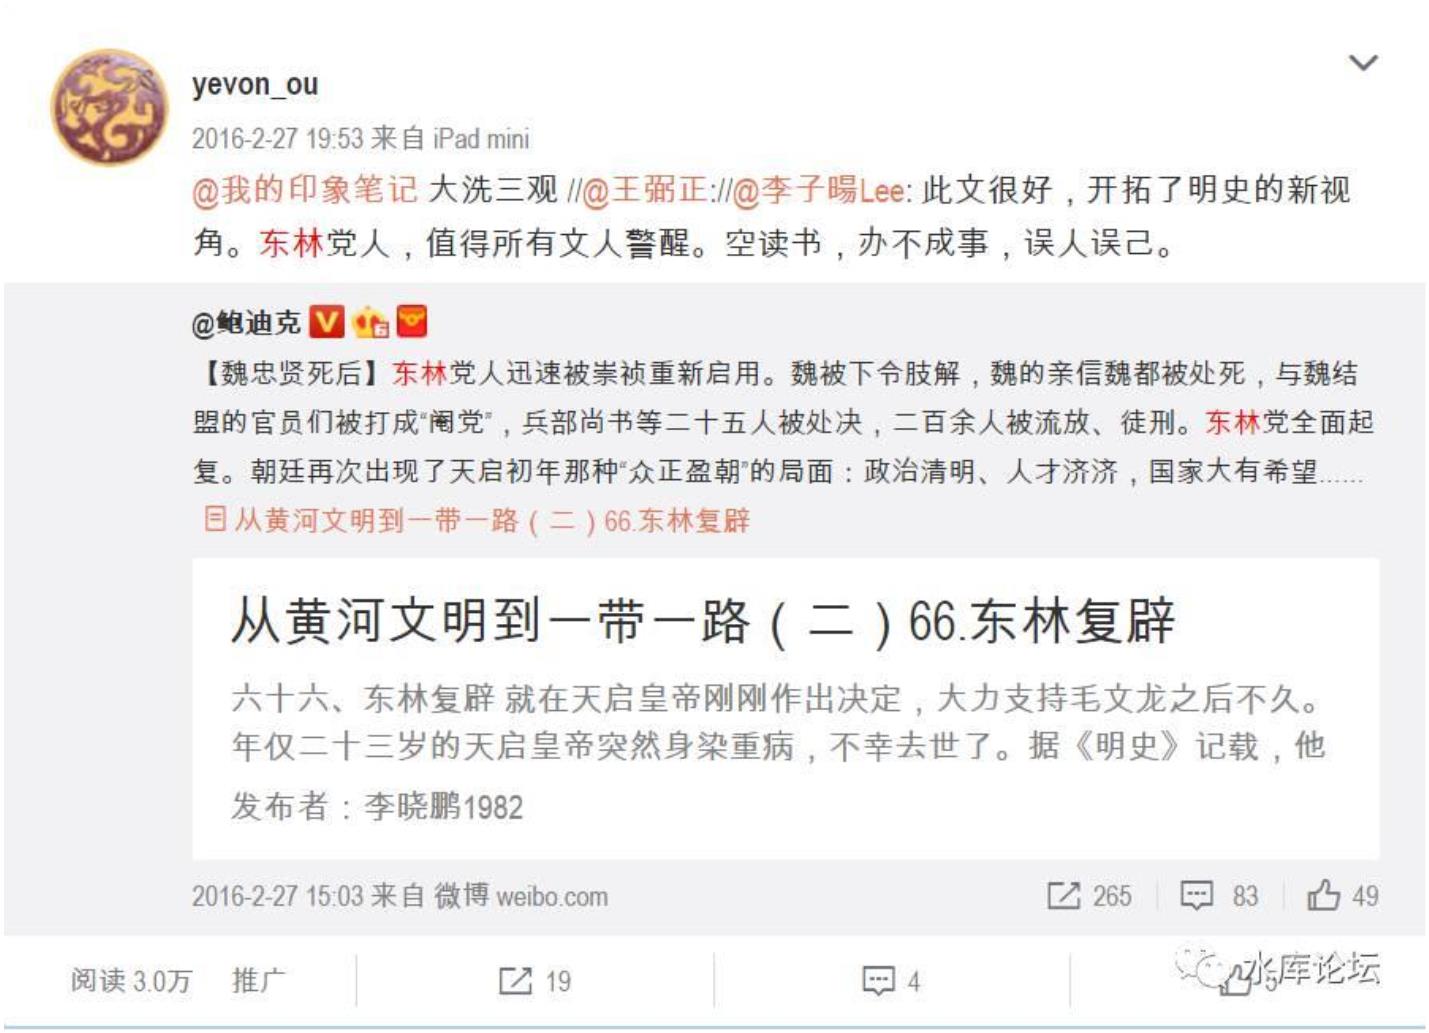 yevon_ou
2016-2-27 19:53 来自 iPad mini
@我的印象笔记 大洗三观 //@王弼正://@李子暘Lee: 此文很好，开拓了明史的新视
角。东林党人，值得所有文人警醒。空读书，办不成事，误人误己。
@鲍迪克
【魏忠贤死后】东林党人迅速被崇祯重新启用。魏被下令肢解，魏的亲信魏都被处死，与魏结
盟的官员们被打成“阉党”，兵部尚书等二十五人被处决，二百余人被流放、徒刑。东林党全面起
复。朝廷再次出现了天启初年那种“众正盈朝”的局面：政治清明、人才济济，国家大有希望......
从黄河文明到一带一路（二）66.东林复辟
从黄河文明到一带一路（二）66.东林复辟
六十六、东林复辟 就在天启皇帝刚刚作出决定，大力支持毛文龙之后不久。
年仅二十三岁的天启皇帝突然身染重病，不幸去世了。据《明史》记载，他
发布者：李晓鹏1982
2016-2-27 15:03 来自 微博 weibo.com 265 83 49
阅读 3.0万 推广 19 4 5
水库论坛